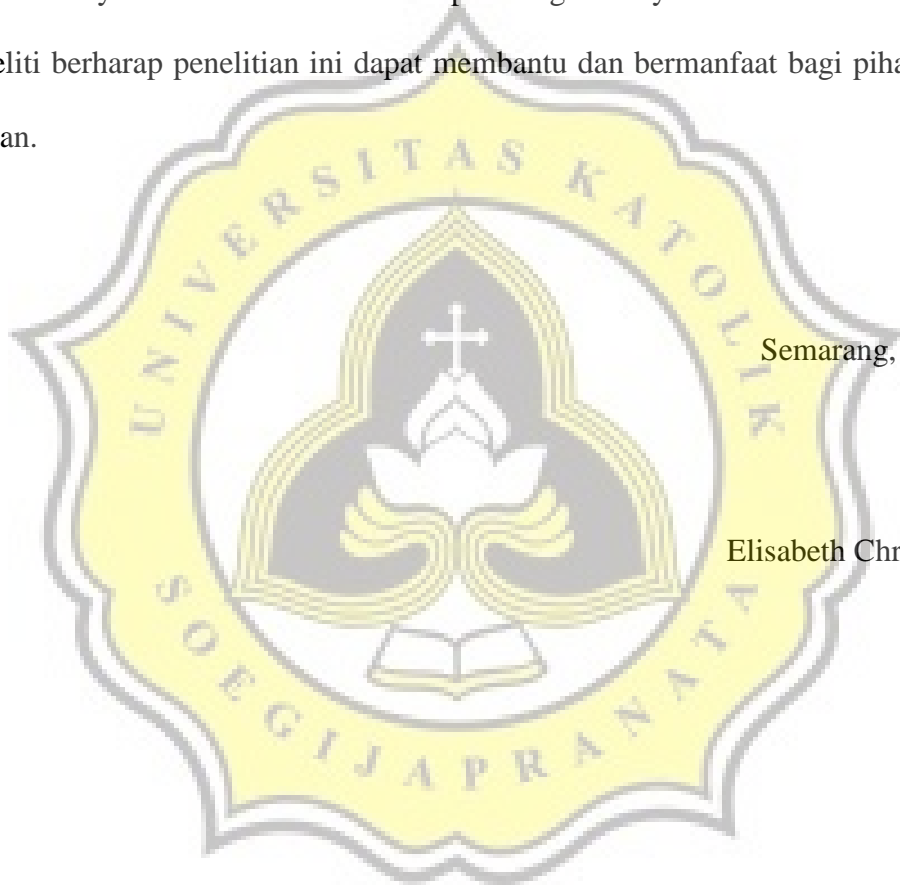 eliti berharap penelitian ini dapat membantu dan bermanfaat bagi piha
an.
UNIVERSITAS KATOLIK
Semarang,
Elisabeth Chr
SOEGIJAPRANATA